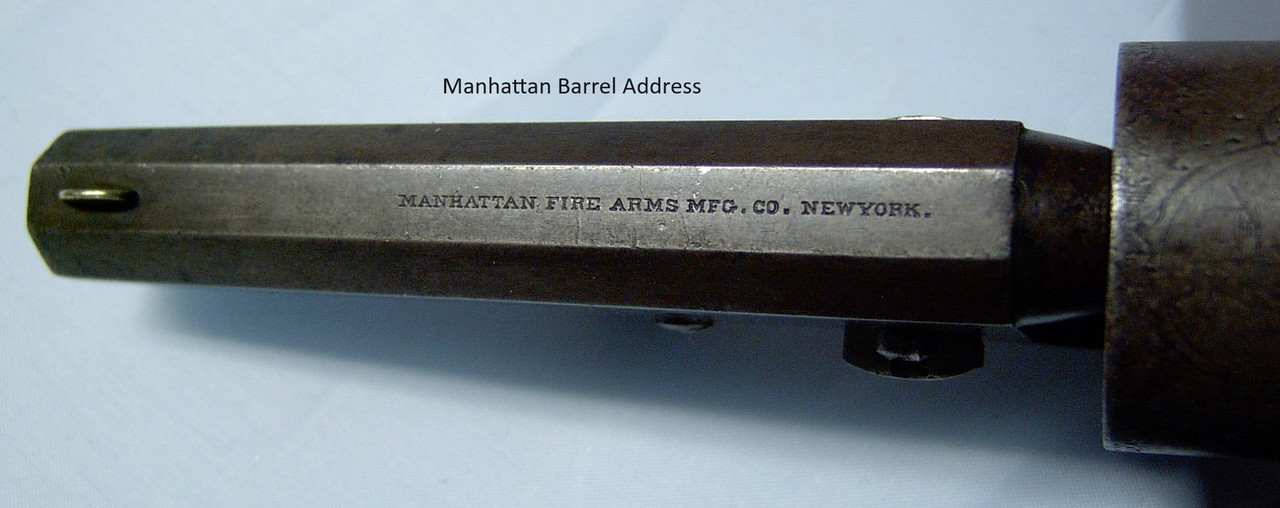 Manhattan Barrel Address
MANHATTAN FIRE ARMS MFG. CO. NEWYORK.